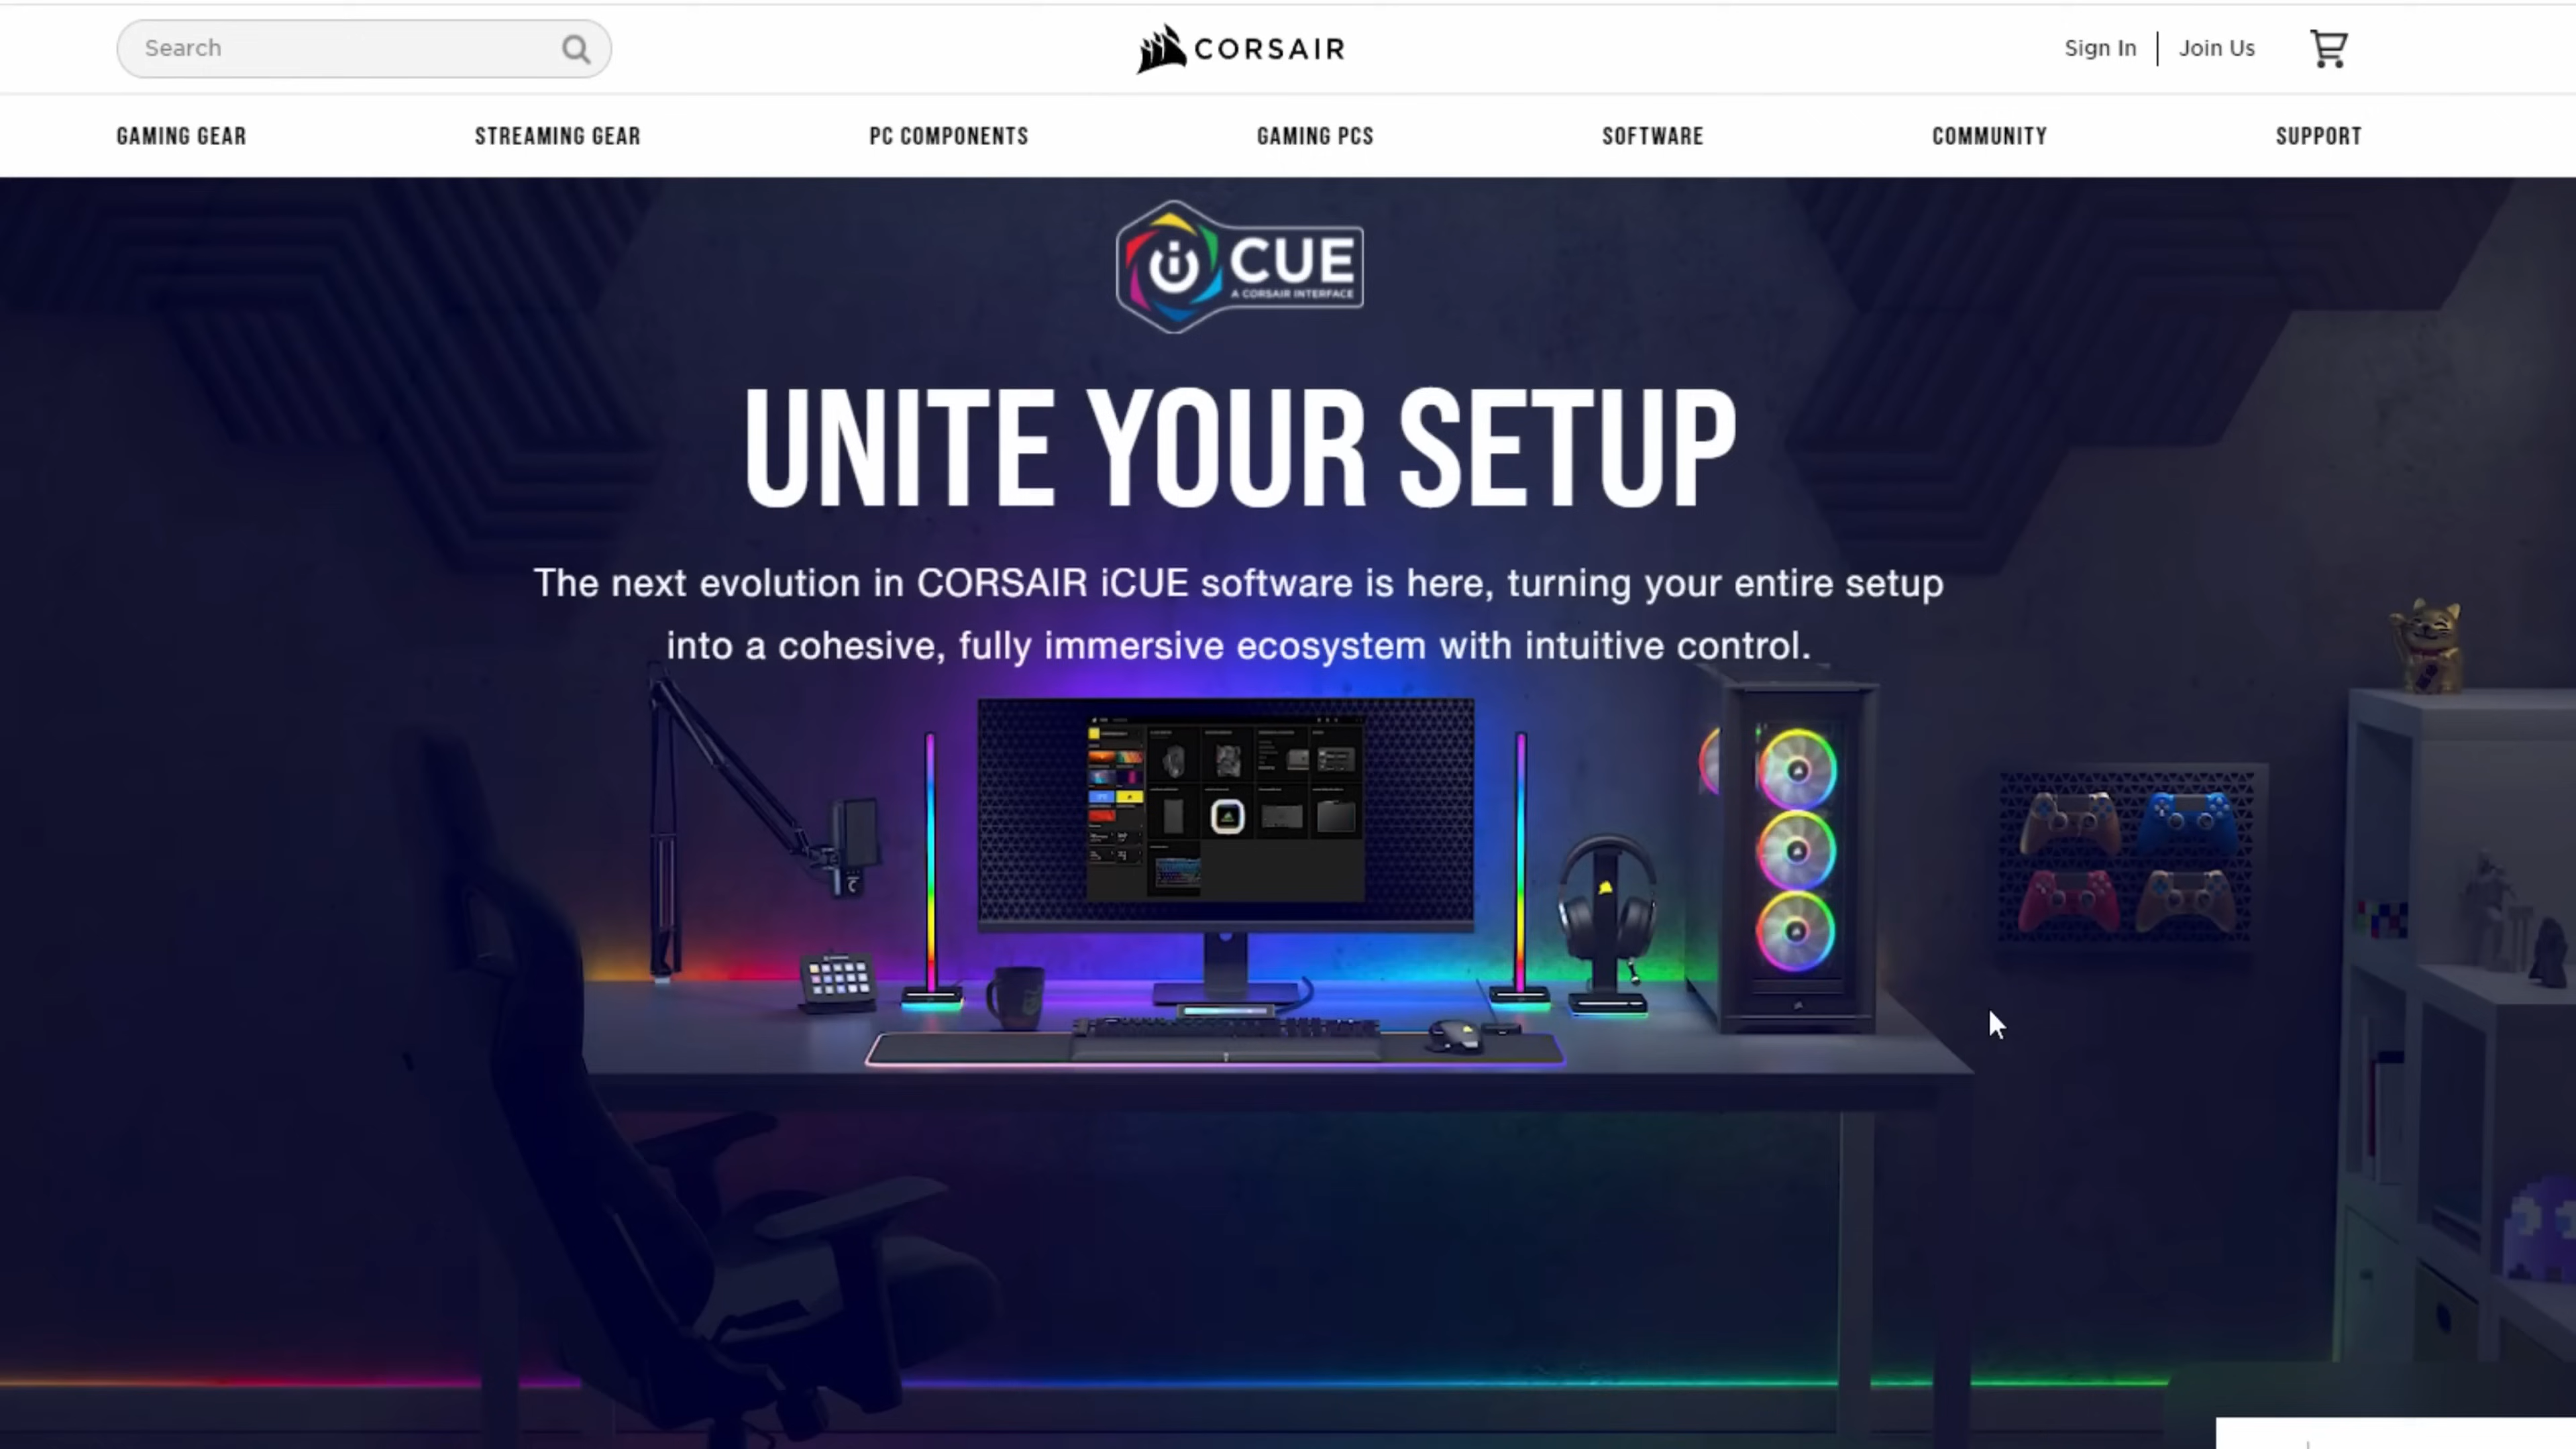 Search
CORSAIR
Sign In
Join Us
GAMING GEAR
STREAMING GEAR
PC COMPONENTS
GAMING PCS
SOFTWARE
COMMUNITY
SUPPORT
iCUE
A CORSAIR INTERFACE
UNITE YOUR SETUP
The next evolution in CORSAIR iCUE software is here, turning your entire setup
into a cohesive, fully immersive ecosystem with intuitive control.